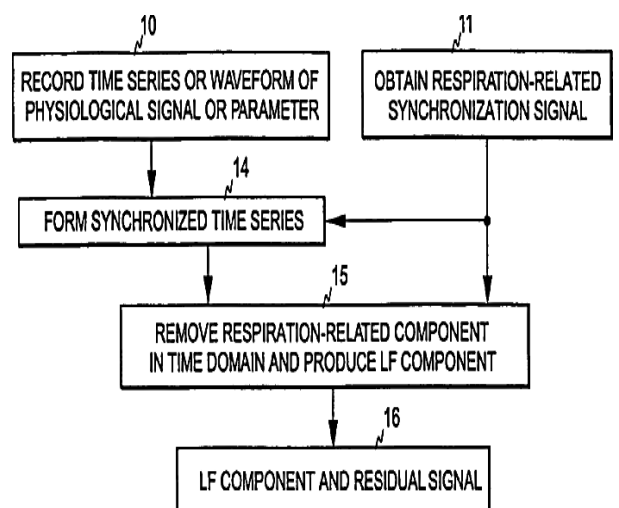 10
RECORD TIME SERIES OR WAVEFORM OF
PHYSIOLOGICAL SIGNAL OR PARAMETER
11
OBTAIN RESPIRATION-RELATED
SYNCHRONIZATION SIGNAL
14
FORM SYNCHRONIZED TIME SERIES
15
REMOVE RESPIRATION-RELATED COMPONENT
IN TIME DOMAIN AND PRODUCE LF COMPONENT
16
LF COMPONENT AND RESIDUAL SIGNAL